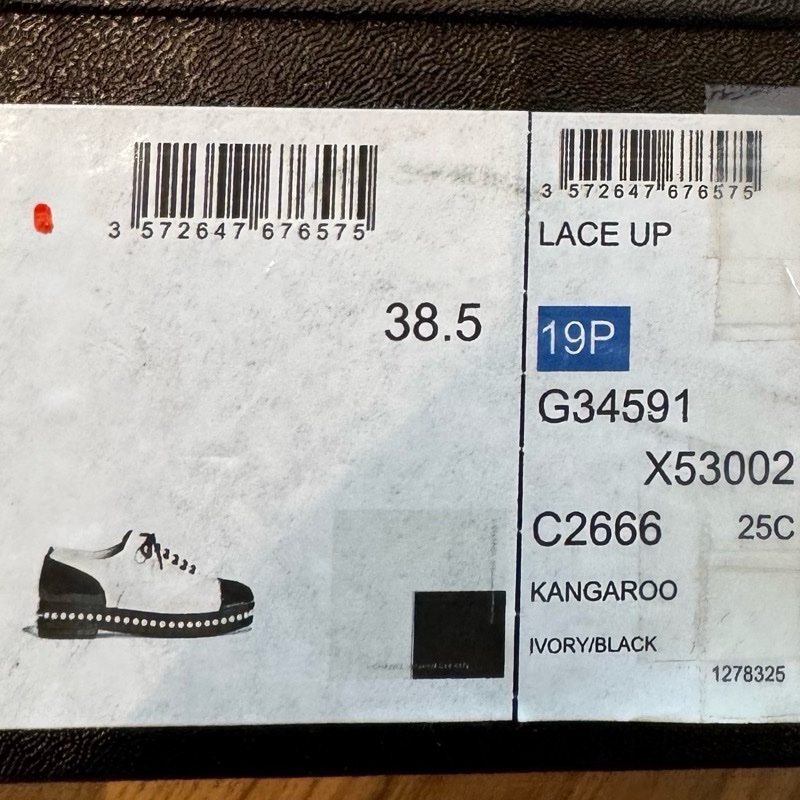 3 572647 676575
38.5
3 572647 676575
LACE UP
19P
G34591
X53002
C2666 25C
KANGAROO
IVORY/BLACK
1278325